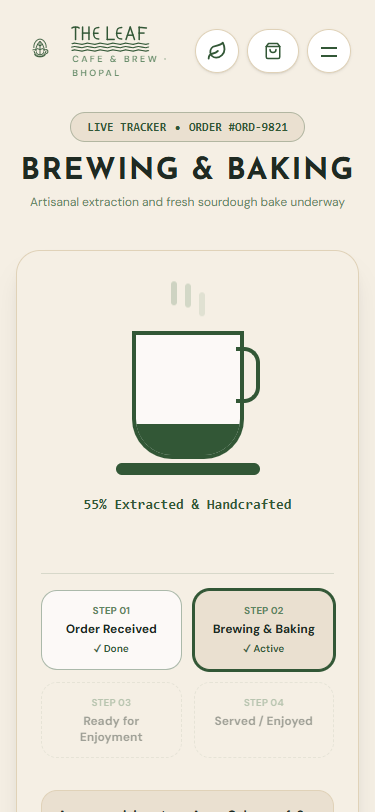 THE LEAF
CAFE & BREW ·
BHOPAL
LIVE TRACKER • ORDER #ORD-9821
BREWING & BAKING
Artisanal extraction and fresh sourdough bake underway
55% Extracted & Handcrafted
STEP 01
Order Received
✓ Done
STEP 02
Brewing & Baking
✓ Active
STEP 03
Ready for
Enjoyment
STEP 04
Served / Enjoyed